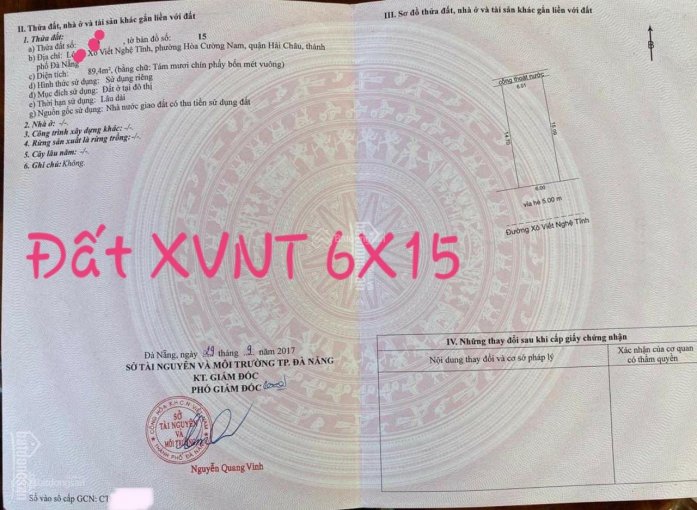 II. Thửa đất, nhà ở và tài sản khác gắn liền với đất
1. Thửa đất:
a) Thửa đất số: , tờ bản đồ số: 15
b) Địa chỉ: Xô Viết Nghệ Tĩnh, phường Hòa Cường Nam, quận Hải Châu, thành
phố Đà Nẵng
c) Diện tích: 89,4m², (bằng chữ: Tám mươi chín phẩy bốn mét vuông)
d) Hình thức sử dụng: Sử dụng riêng
đ) Mục đích sử dụng: Đất ở tại đô thị
e) Thời hạn sử dụng: Lâu dài
g) Nguồn gốc sử dụng: Nhà nước giao đất có thu tiền sử dụng đất
2. Nhà ở: -/-
3. Công trình xây dựng khác: -/-
4. Rừng sản xuất là rừng trồng: -/-
5. Cây lâu năm: -/-
6. Ghi chú: Không.
Đất XVNT 6X15
Đà Nẵng, ngày 29 tháng 9 năm 2017
SỞ TÀI NGUYÊN VÀ MÔI TRƯỜNG TP. ĐÀ NẴNG
KT. GIÁM ĐỐC
PHÓ GIÁM ĐỐC
CỘNG HÒA X.H.C.N VIỆT NAM
SỞ
TÀI NGUYÊN
VÀ
MÔI TRƯỜNG
THÀNH PHỐ ĐÀ NẴNG
Nguyễn Quang Vinh
Số vào sổ cấp GCN: CT
III. Sơ đồ thửa đất, nhà ở và tài sản khác gắn liền với đất
B
cống thoát nước
6.01
14.70
15.09
6.00
vỉa hè 5.00 m
Đường Xô Viết Nghệ Tĩnh
IV. Những thay đổi sau khi cấp giấy chứng nhận
Nội dung thay đổi và cơ sở pháp lý
Xác nhận của cơ quan
có thẩm quyền